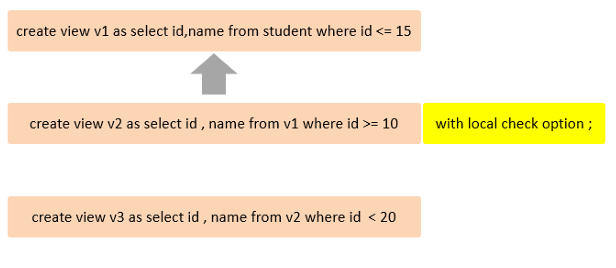 create view v1 as select id,name from student where id <= 15
create view v2 as select id , name from v1 where id >= 10 with local check option ;
create view v3 as select id , name from v2 where id  < 20